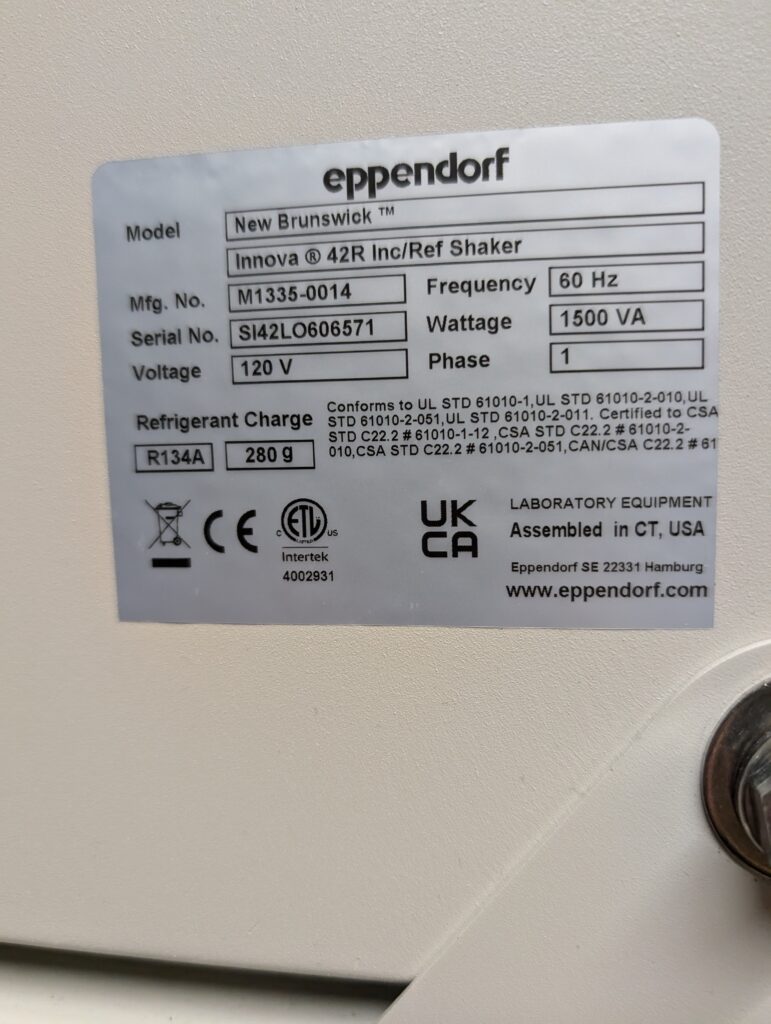 eppendorf
Model New Brunswick ™
Innova ® 42R Inc/Ref Shaker
Mfg. No. M1335-0014 Frequency 60 Hz
Serial No. SI42LO606571 Wattage 1500 VA
Voltage 120 V Phase 1
Refrigerant Charge
R134A 280 g
Conforms to UL STD 61010-1,UL STD 61010-2-010,UL
STD 61010-2-051,UL STD 61010-2-011. Certified to CSA
STD C22.2 # 61010-1-12 ,CSA STD C22.2 # 61010-2-
010,CSA STD C22.2 # 61010-2-051,CAN/CSA C22.2 # 61
CE
c ETL us
Intertek
4002931
UK
CA
LABORATORY EQUIPMENT
Assembled in CT, USA
Eppendorf SE 22331 Hamburg
www.eppendorf.com